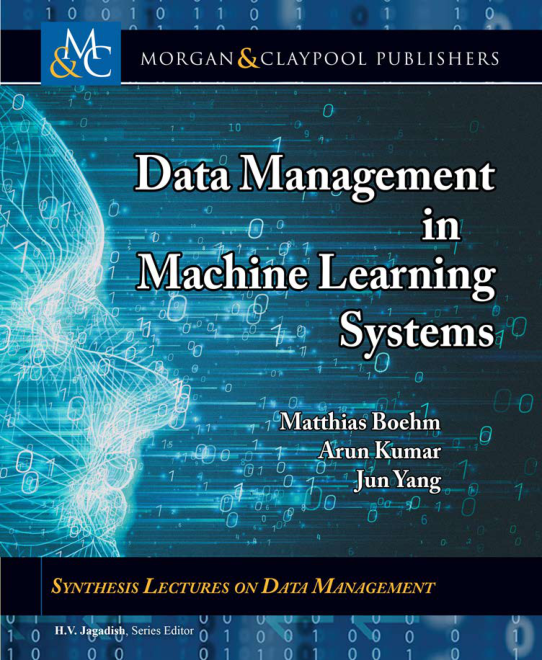 M
&C
MORGAN&CLAYPOOL PUBLISHERS
Data Management
in
Machine Learning
Systems
Matthias Boehm
Arun Kumar
Jun Yang
SYNTHESIS LECTURES ON DATA MANAGEMENT
H.V. Jagadish, Series Editor